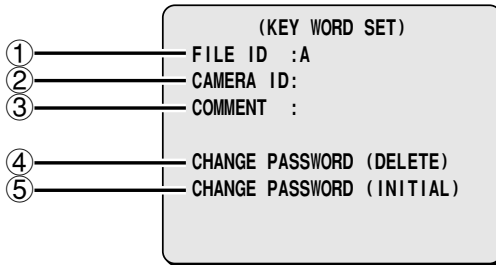 (KEY WORD SET)
① FILE ID :A
② CAMERA ID:
③ COMMENT :
④ CHANGE PASSWORD (DELETE)
⑤ CHANGE PASSWORD (INITIAL)